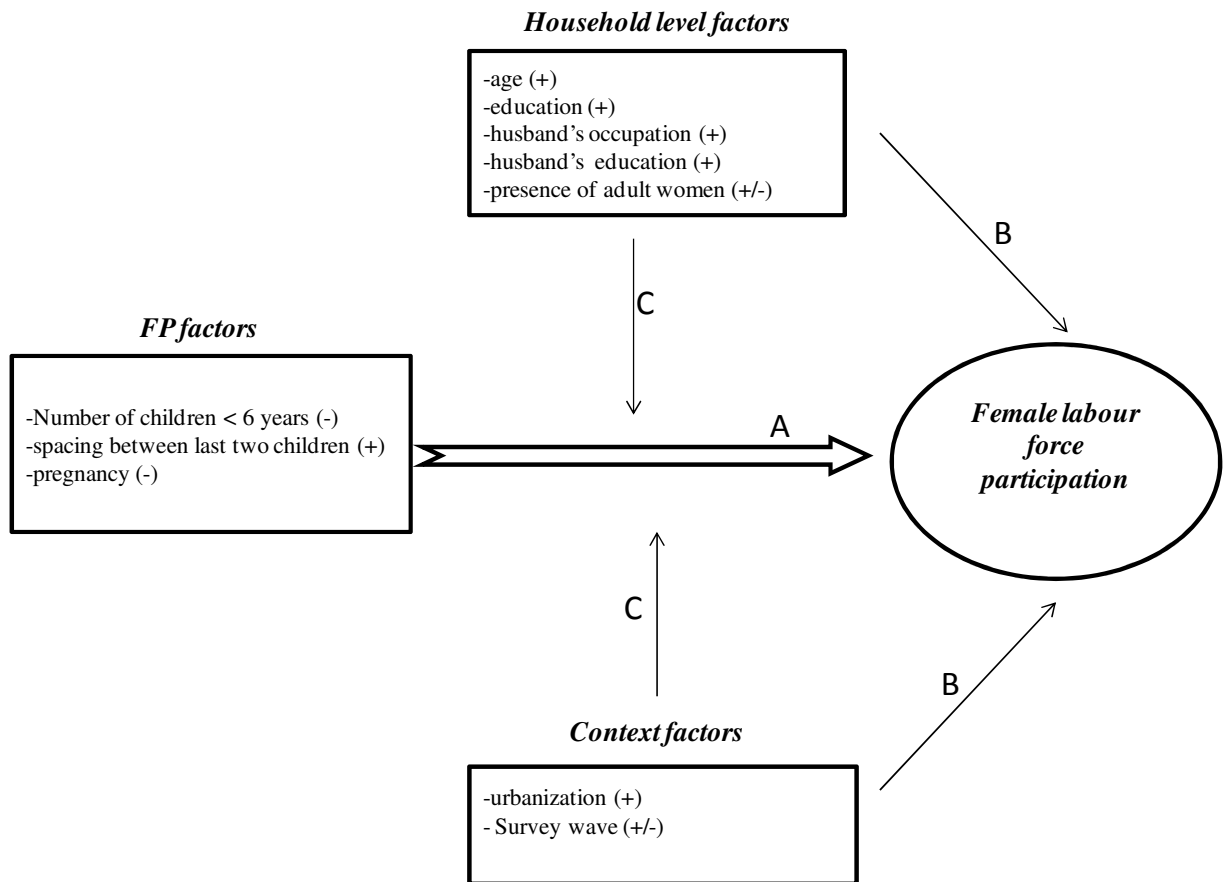 Household level factors
-age (+)
-education (+)
-husband's occupation (+)
-husband's education (+)
-presence of adult women (+/-)
B
C
FP factors
-Number of children < 6 years (-)
-spacing between last two children (+)
-pregnancy (-)
A
Female labour
force
participation
C
B
Context factors
-urbanization (+)
- Survey wave (+/-)